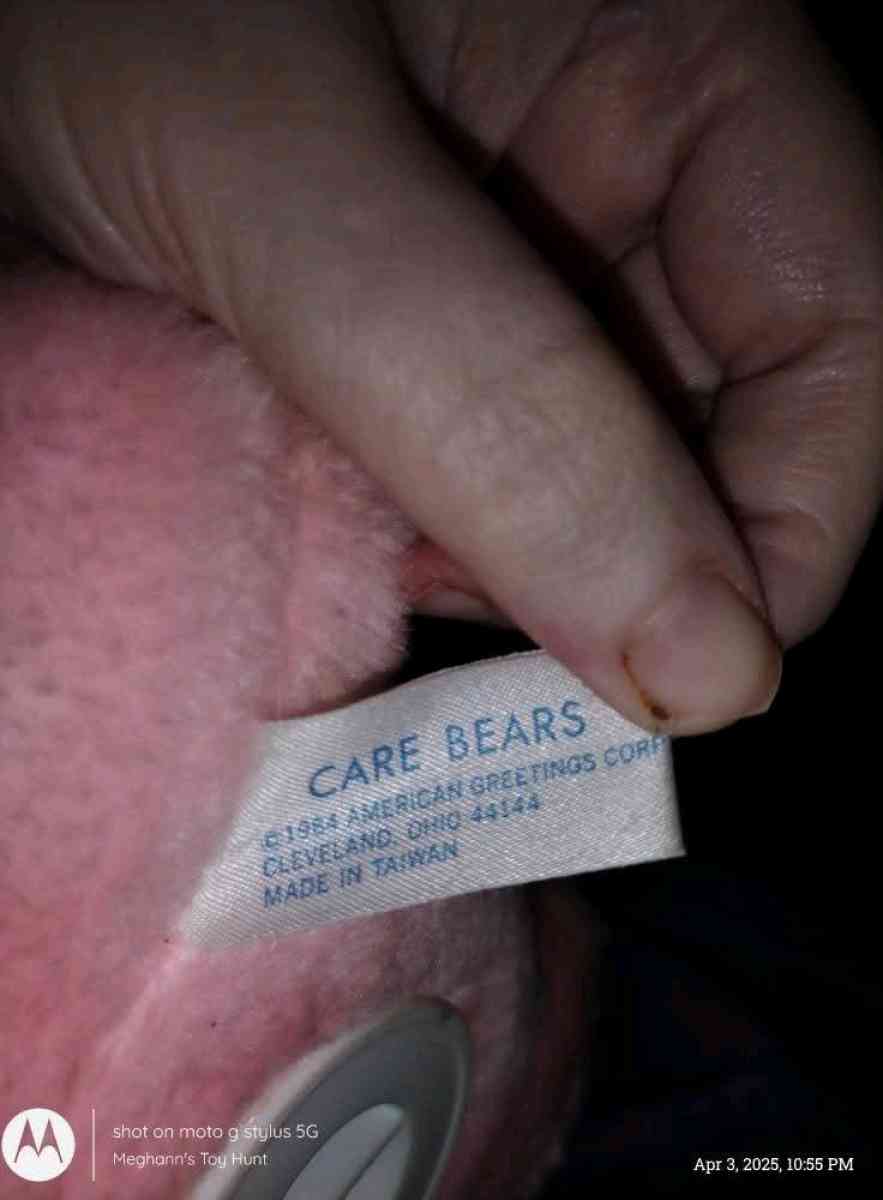 CARE BEARS
©1984 AMERICAN GREETINGS CORP
CLEVELAND, OHIO 44144
MADE IN TAIWAN
shot on moto g stylus 5G
Meghann's Toy Hunt
Apr 3, 2025, 10:55 PM